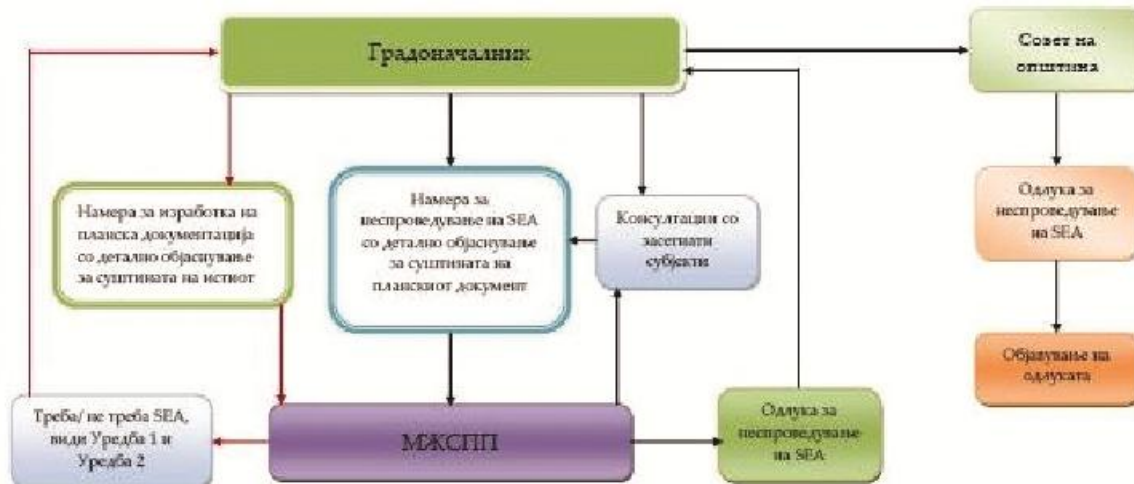 Градоначалник
Совет на
општина
Намера за изработка на
планска документација
со детално објаснување
за суштината на истиот
Намера за
неспроведување на SEA
со детално објаснување
за суштината на
планскиот документ
Консултации со
засегнати
субјекти
Одлука за
неспроведување
на SEA
Објавување на
одлуката
Треба/ не треба SEA,
види Уредба 1 и
Уредба 2
МЖСПП
Одлука за
неспроведување
на SEA